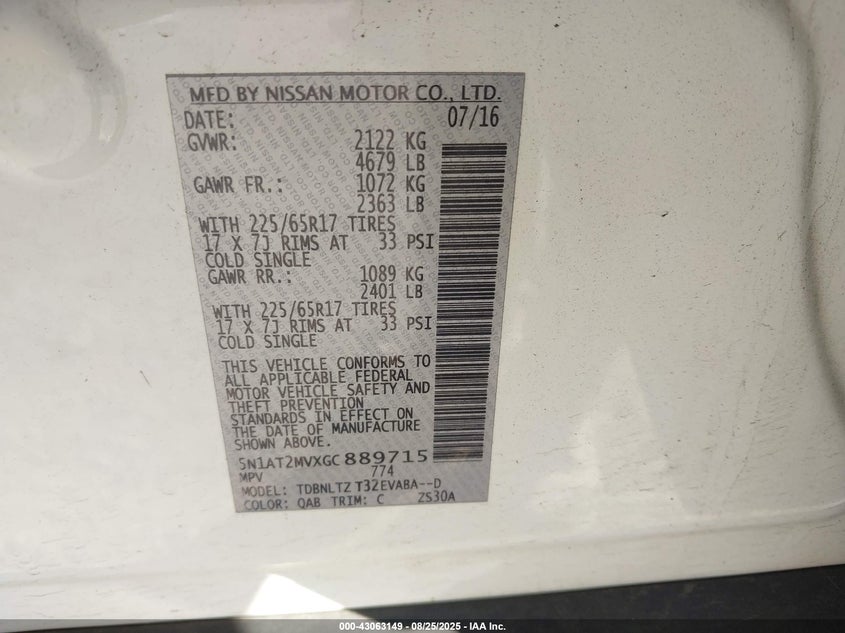 MFD BY NISSAN MOTOR CO., LTD.
DATE: 07/16
GVWR: 2122 KG
4679 LB
GAWR FR.: 1072 KG
2363 LB
WITH 225/65R17 TIRES
17 X 7J RIMS AT 33 PSI
COLD SINGLE
GAWR RR.: 1089 KG
2401 LB
WITH 225/65R17 TIRES
17 X 7J RIMS AT 33 PSI
COLD SINGLE
THIS VEHICLE CONFORMS TO
ALL APPLICABLE FEDERAL
MOTOR VEHICLE SAFETY AND
THEFT PREVENTION
STANDARDS IN EFFECT ON
THE DATE OF MANUFACTURE
SHOWN ABOVE.
5N1AT2MVXGC889715
MPV 774
MODEL: TDBNLTZ T32EVABA--D
COLOR: QAB TRIM: C ZS30A
000-43063149 - 08/25/2025 - IAA Inc.